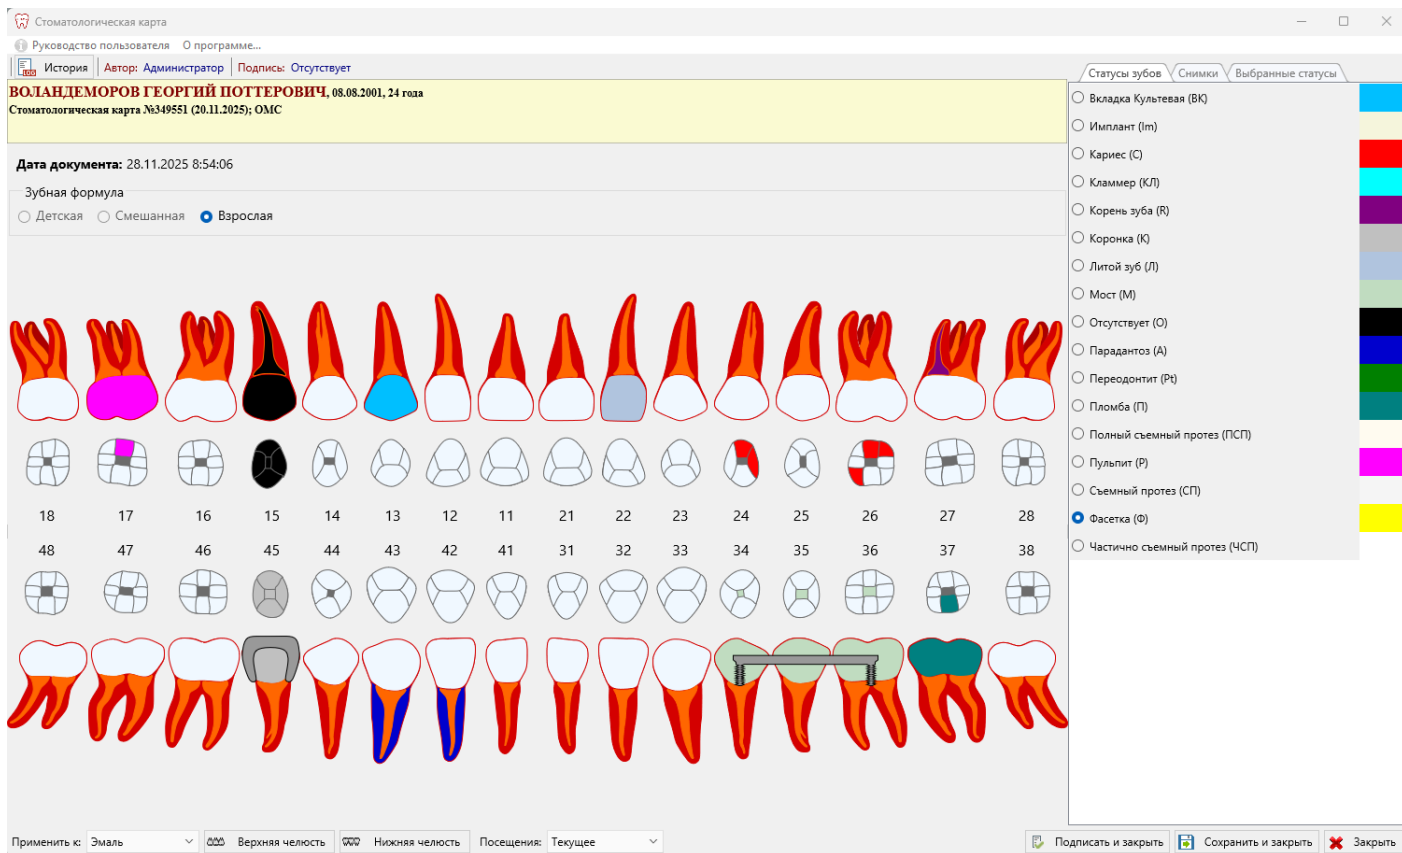 Стоматологическая карта
Руководство пользователя О программе...
LOG История Автор: Администратор Подпись: Отсутствует
ВОЛАНДЕМОРОВ ГЕОРГИЙ ПОТТЕРОВИЧ, 08.08.2001, 24 года
Стоматологическая карта №349551 (20.11.2025); ОМС
Дата документа: 28.11.2025 8:54:06
Зубная формула
Детская Смешанная Взрослая
18 17 16 15 14 13 12 11 21 22 23 24 25 26 27 28
48 47 46 45 44 43 42 41 31 32 33 34 35 36 37 38
Статусы зубов Снимки Выбранные статусы
Вкладка Культевая (ВК)
Имплант (Im)
Кариес (С)
Кламмер (КЛ)
Корень зуба (R)
Коронка (К)
Литой зуб (Л)
Мост (М)
Отсутствует (О)
Парадантоз (А)
Переодонтит (Pt)
Пломба (П)
Полный съемный протез (ПСП)
Пульпит (Р)
Съемный протез (СП)
Фасетка (Ф)
Частично съемный протез (ЧСП)
Применить к: Эмаль Верхняя челюсть Нижняя челюсть Посещения: Текущее Подписать и закрыть Сохранить и закрыть Закрыть